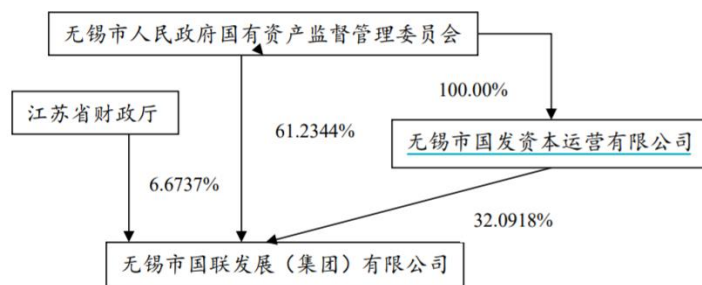 无锡市人民政府国有资产监督管理委员会
100.00%
江苏省财政厅
61.2344%
无锡市国发资本运营有限公司
6.6737%
32.0918%
无锡市国联发展（集团）有限公司